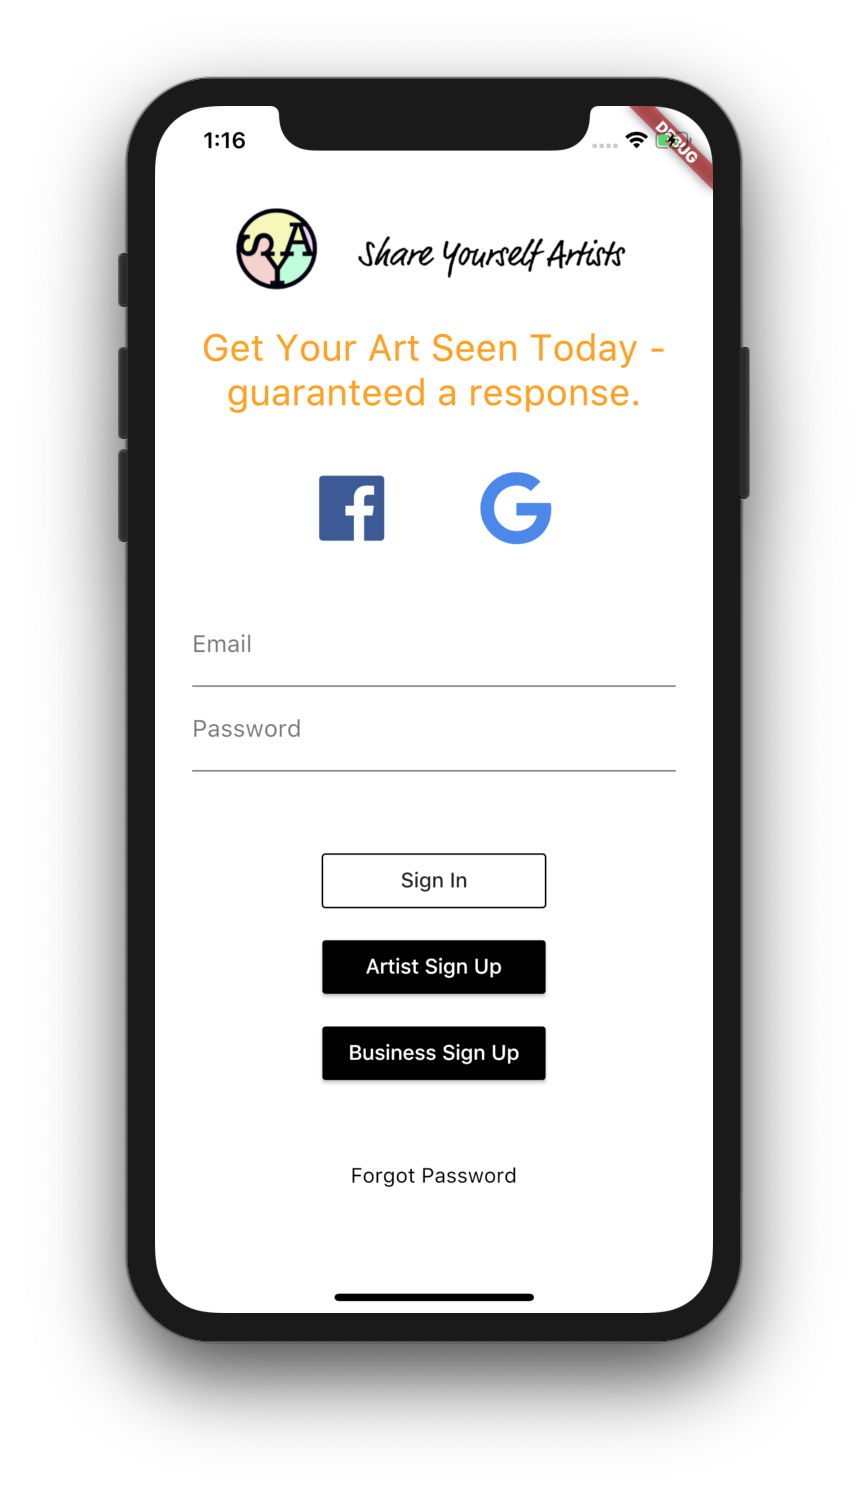 1:16
DEBUG
SYA
Share Yourself Artists
Get Your Art Seen Today -
guaranteed a response.
Email
Password
Sign In
Artist Sign Up
Business Sign Up
Forgot Password